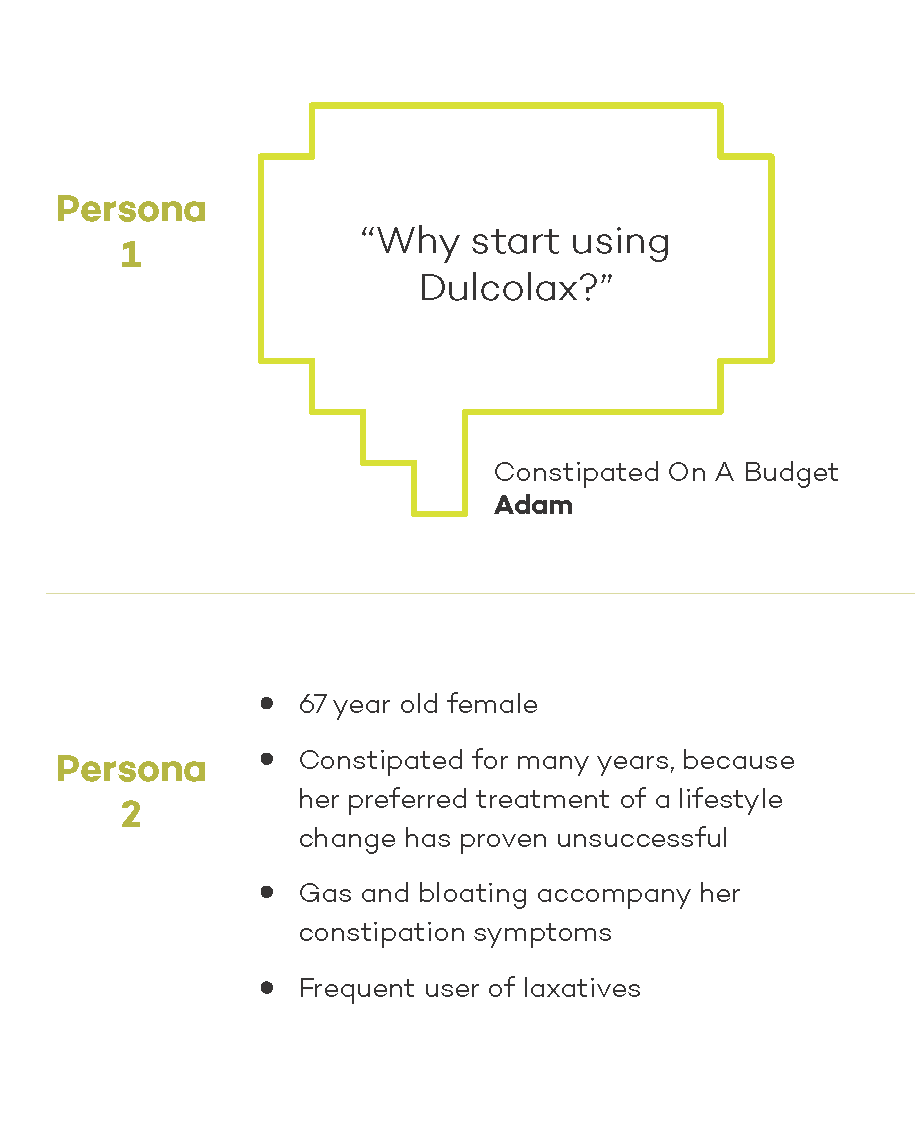 Persona
1
“Why start using
Dulcolax?”
Constipated On A Budget
Adam
Persona
2
● 67 year old female
● Constipated for many years, because
her preferred treatment of a lifestyle
change has proven unsuccessful
● Gas and bloating accompany her
constipation symptoms
● Frequent user of laxatives